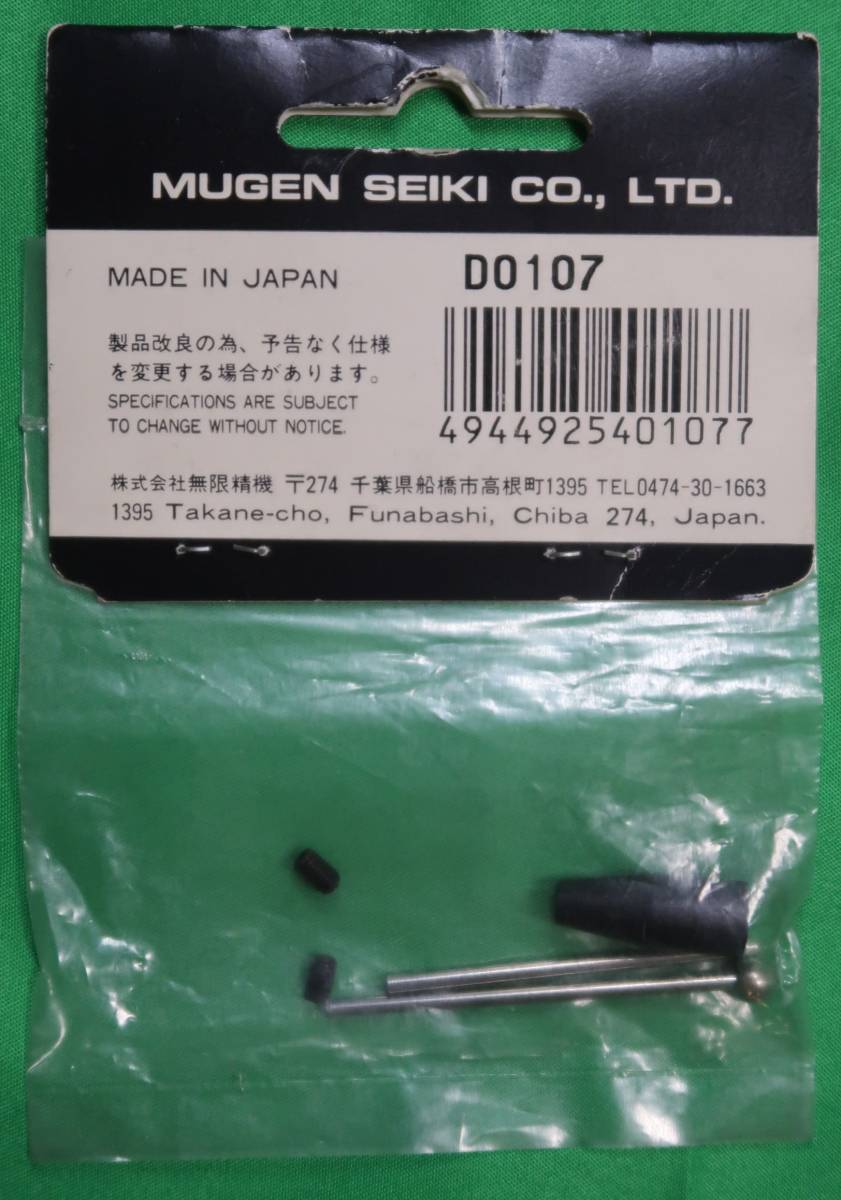 MUGEN SEIKI CO., LTD.
MADE IN JAPAN
D0107
製品改良の為、予告なく仕様
を変更する場合があります。
SPECIFICATIONS ARE SUBJECT
TO CHANGE WITHOUT NOTICE.
4944925401077
株式会社無限精機 〒274 千葉県船橋市高根町1395 TEL0474-30-1663
1395 Takane-cho, Funabashi, Chiba 274, Japan.